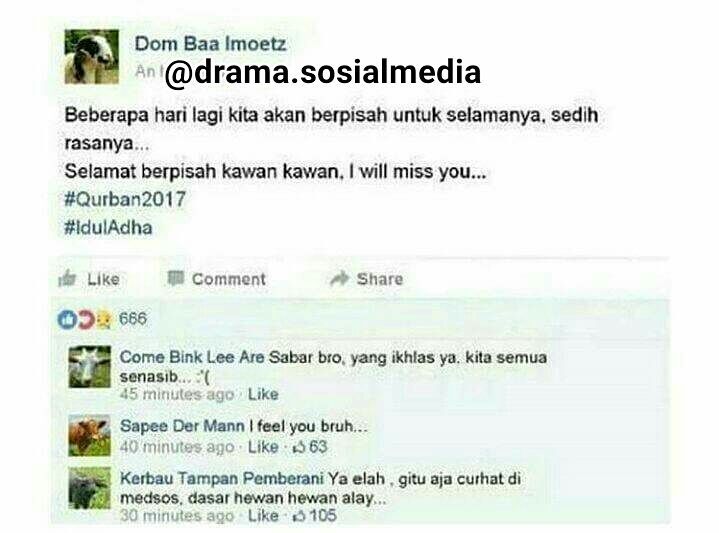 Dom Baa Imoetz
An
@drama.sosialmedia
Beberapa hari lagi kita akan berpisah untuk selamanya, sedih
rasanya...
Selamat berpisah kawan kawan, I will miss you...
#Qurban2017
#IdulAdha
Like Comment Share
666
Come Bink Lee Are Sabar bro, yang ikhlas ya. kita semua
senasib... :'(
45 minutes ago · Like
Sapee Der Mann I feel you bruh...
40 minutes ago · Like · 63
Kerbau Tampan Pemberani Ya elah , gitu aja curhat di
medsos, dasar hewan hewan alay...
30 minutes ago · Like · 105